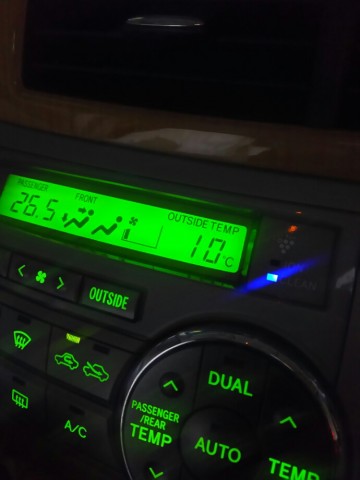 PASSENGER
FRONT
26.5
OUTSIDE TEMP
10°C
OUTSIDE
DUAL
PASSENGER
/REAR
TEMP
AUTO
A/C
TEMP